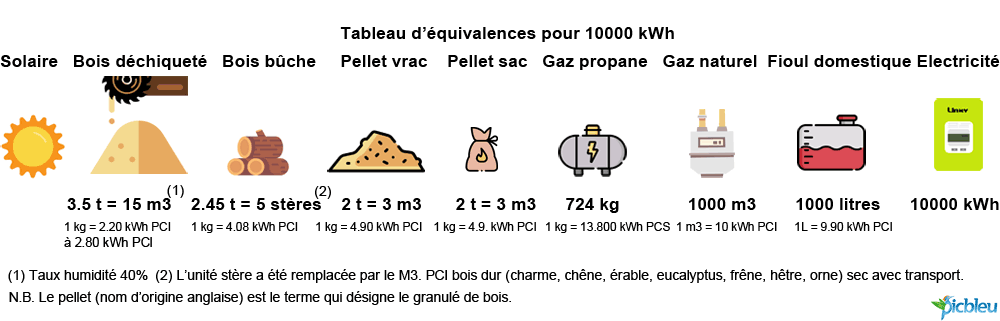 Tableau d’équivalences pour 10000 kWh
Solaire Bois déchiqueté Bois bûche Pellet vrac Pellet sac Gaz propane Gaz naturel Fioul domestique Electricité
Linky
(1) (2)
3.5 t = 15 m3 2.45 t = 5 stères 2 t = 3 m3 2 t = 3 m3 724 kg 1000 m3 1000 litres 10000 kWh
1 kg = 2.20 kWh PCI 1 kg = 4.08 kWh PCI 1 kg = 4.90 kWh PCI 1 kg = 4.9. kWh PCI 1 kg = 13.800 kWh PCS 1 m3 = 10 kWh PCI 1L = 9.90 kWh PCI
à 2.80 kWh PCI
(1) Taux humidité 40% (2) L’unité stère a été remplacée par le M3. PCI bois dur (charme, chêne, érable, eucalyptus, frêne, hêtre, orne) sec avec transport.
N.B. Le pellet (nom d’origine anglaise) est le terme qui désigne le granulé de bois.
picbleu